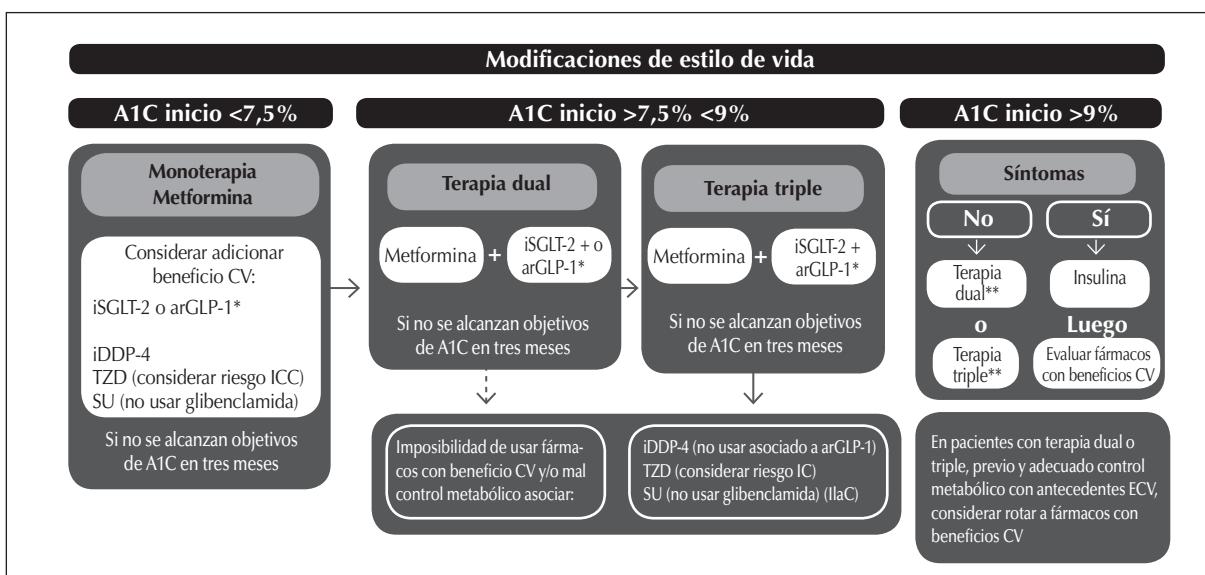 Modificaciones de estilo de vida
A1C inicio <7,5%
Monoterapia
Metformina
Considerar adicionar
beneficio CV:
iSGLT-2 o arGLP-1*
iDDP-4
TZD (considerar riesgo ICC)
SU (no usar glibenclamida)
Si no se alcanzan objetivos
de A1C en tres meses
A1C inicio >7,5% <9%
Terapia dual
Metformina + iSGLT-2 + o
arGLP-1*
Si no se alcanzan objetivos
de A1C en tres meses
Terapia triple
Metformina + iSGLT-2 +
arGLP-1*
Si no se alcanzan objetivos
de A1C en tres meses
Imposibilidad de usar fárma-
cos con beneficio CV y/o mal
control metabólico asociar:
iDDP-4 (no usar asociado a arGLP-1)
TZD (considerar riesgo IC)
SU (no usar glibenclamida) (IIaC)
A1C inicio >9%
Síntomas
No
Terapia
dual**
o
Terapia
triple**
Sí
Insulina
Luego
Evaluar fármacos
con beneficios CV
En pacientes con terapia dual o
triple, previo y adecuado control
metabólico con antecedentes ECV,
considerar rotar a fármacos con
beneficios CV